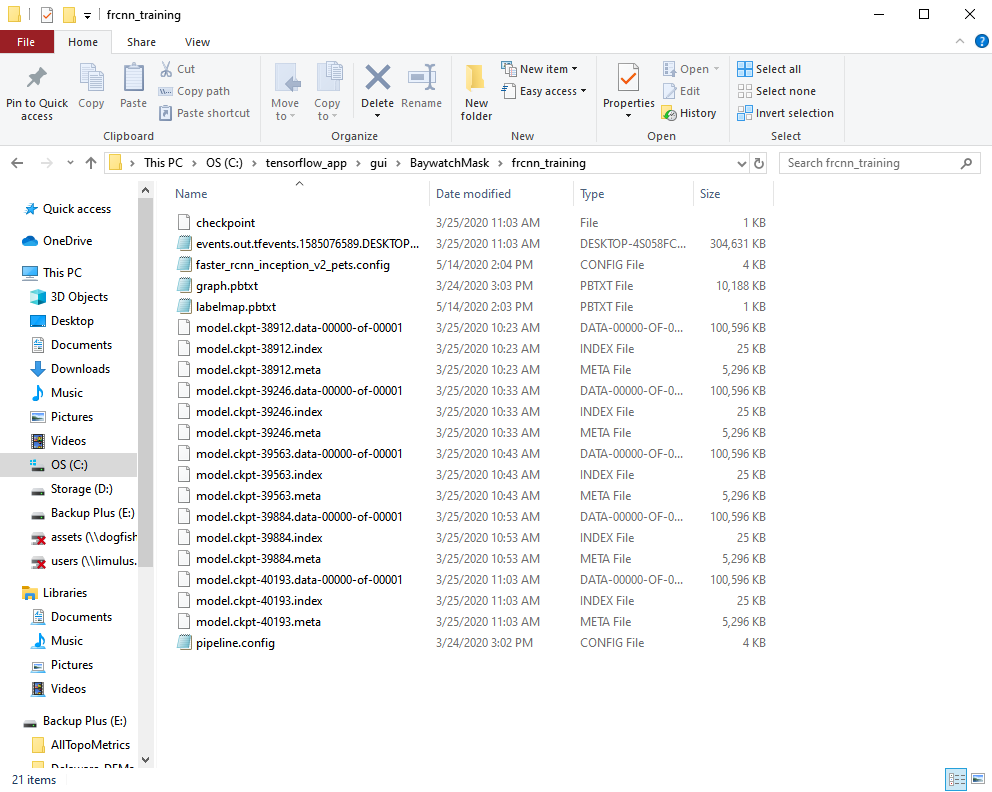 frcnn_training
File Home Share View
Pin to Quick access
Copy
Paste
Cut
Copy path
Paste shortcut
Clipboard
Move to
Copy to
Delete
Rename
Organize
New folder
New item
Easy access
New
Properties
Open
Edit
History
Open
Select all
Select none
Invert selection
Select
This PC > OS (C:) > tensorflow_app > gui > BaywatchMask > frcnn_training
Search frcnn_training
Quick access
OneDrive
This PC
3D Objects
Desktop
Documents
Downloads
Music
Pictures
Videos
OS (C:)
Storage (D:)
Backup Plus (E:)
assets (\\dogfish
users (\\limulus.
Libraries
Documents
Music
Pictures
Videos
Backup Plus (E:)
AllTopoMetrics
Name Date modified Type Size
checkpoint 3/25/2020 11:03 AM File 1 KB
events.out.tfevents.1585076589.DESKTOP... 3/25/2020 11:03 AM DESKTOP-4S058FC... 304,631 KB
faster_rcnn_inception_v2_pets.config 5/14/2020 2:04 PM CONFIG File 4 KB
graph.pbtxt 3/24/2020 3:03 PM PBTXT File 10,188 KB
labelmap.pbtxt 5/14/2020 2:03 PM PBTXT File 1 KB
model.ckpt-38912.data-00000-of-00001 3/25/2020 10:23 AM DATA-00000-OF-0... 100,596 KB
model.ckpt-38912.index 3/25/2020 10:23 AM INDEX File 25 KB
model.ckpt-38912.meta 3/25/2020 10:23 AM META File 5,296 KB
model.ckpt-39246.data-00000-of-00001 3/25/2020 10:33 AM DATA-00000-OF-0... 100,596 KB
model.ckpt-39246.index 3/25/2020 10:33 AM INDEX File 25 KB
model.ckpt-39246.meta 3/25/2020 10:33 AM META File 5,296 KB
model.ckpt-39563.data-00000-of-00001 3/25/2020 10:43 AM DATA-00000-OF-0... 100,596 KB
model.ckpt-39563.index 3/25/2020 10:43 AM INDEX File 25 KB
model.ckpt-39563.meta 3/25/2020 10:43 AM META File 5,296 KB
model.ckpt-39884.data-00000-of-00001 3/25/2020 10:53 AM DATA-00000-OF-0... 100,596 KB
model.ckpt-39884.index 3/25/2020 10:53 AM INDEX File 25 KB
model.ckpt-39884.meta 3/25/2020 10:53 AM META File 5,296 KB
model.ckpt-40193.data-00000-of-00001 3/25/2020 11:03 AM DATA-00000-OF-0... 100,596 KB
model.ckpt-40193.index 3/25/2020 11:03 AM INDEX File 25 KB
model.ckpt-40193.meta 3/25/2020 11:03 AM META File 5,296 KB
pipeline.config 3/24/2020 3:02 PM CONFIG File 4 KB
21 items